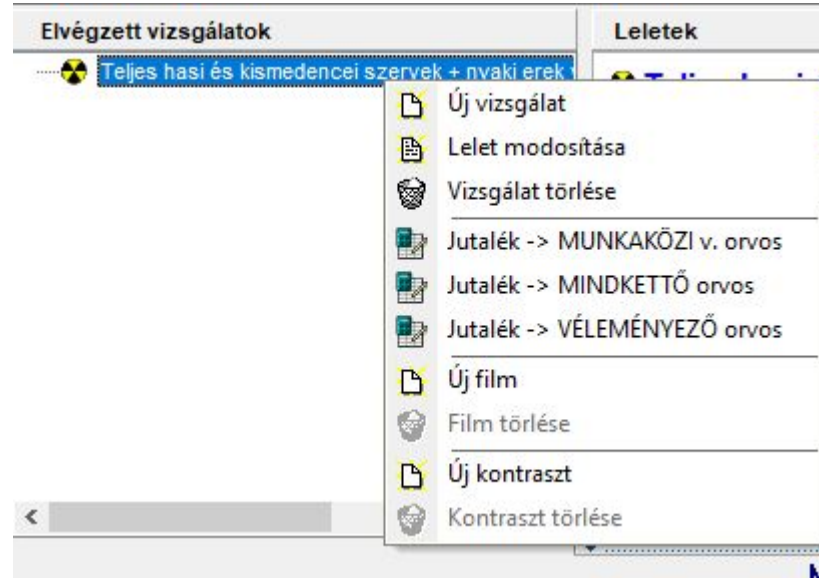 Elvégzett vizsgálatok
Leletek
Teljes hasi és kismedencei szervek + nyaki erek
Új vizsgálat
Lelet modosítása
Vizsgálat törlése
Jutalék -> MUNKAKÖZI v. orvos
Jutalék -> MINDKETTŐ orvos
Jutalék -> VÉLEMÉNYEZŐ orvos
Új film
Film törlése
Új kontraszt
Kontraszt törlése